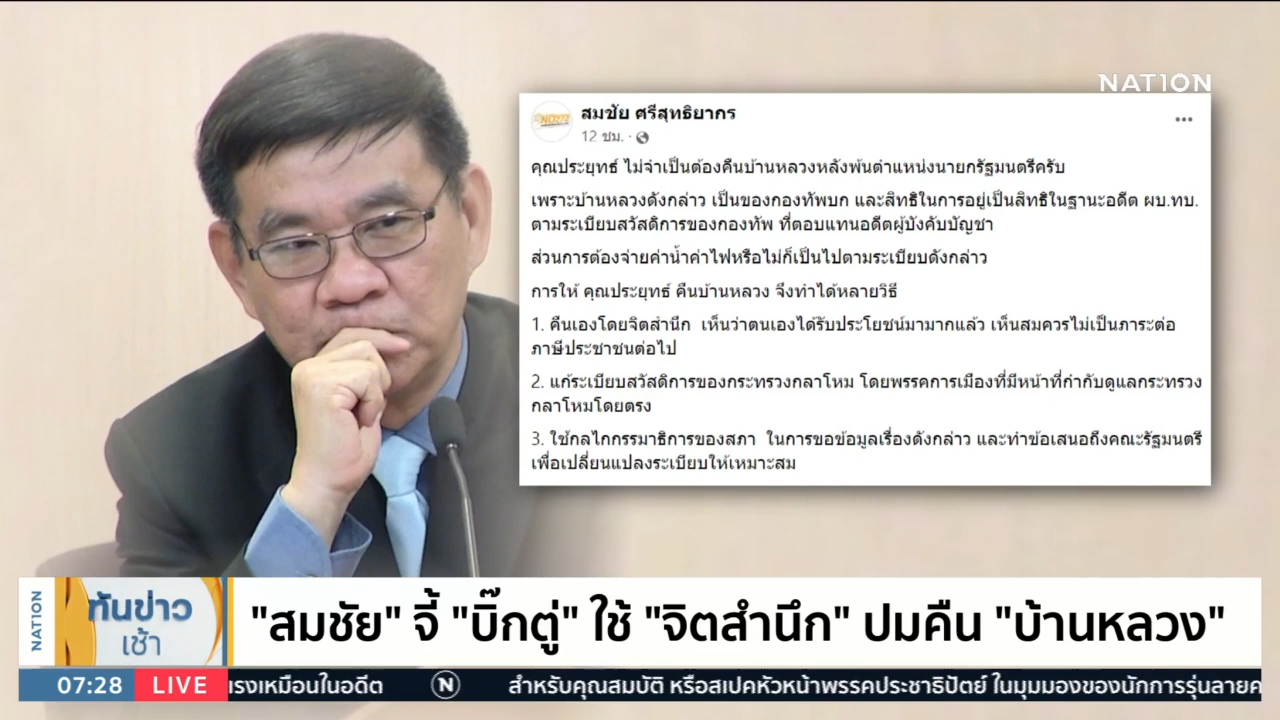 NATION
สมชัย ศรีสุทธิยากร
12 ชม. ·
คุณประยุทธ์ ไม่จำเป็นต้องคืนบ้านหลวงหลังพ้นตำแหน่งนายกรัฐมนตรีครับ
เพราะบ้านหลวงดังกล่าว เป็นของกองทัพบก และสิทธิในการอยู่เป็นสิทธิในฐานะอดีต ผบ.ทบ.
ตามระเบียบสวัสดิการของกองทัพ ที่ตอบแทนอดีตผู้บังคับบัญชา
ส่วนการต้องจ่ายค่าน้ำค่าไฟหรือไม่ก็เป็นไปตามระเบียบดังกล่าว
การให้ คุณประยุทธ์ คืนบ้านหลวง จึงทำได้หลายวิธี
1. คืนเองโดยจิตสำนึก เห็นว่าตนเองได้รับประโยชน์มามากแล้ว เห็นสมควรไม่เป็นภาระต่อ
ภาษีประชาชนต่อไป
2. แก้ระเบียบสวัสดิการของกระทรวงกลาโหม โดยพรรคการเมืองที่มีหน้าที่กำกับดูแลกระทรวง
กลาโหมโดยตรง
3. ใช้กลไกกรรมาธิการของสภา ในการขอข้อมูลเรื่องดังกล่าว และทำข้อเสนอถึงคณะรัฐมนตรี
เพื่อเปลี่ยนแปลงระเบียบให้เหมาะสม
NATION
ทันข่าว
เช้า
"สมชัย" จี้ "บิ๊กตู่" ใช้ "จิตสำนึก" ปมคืน "บ้านหลวง"
07:28 LIVE แรงเหมือนในอดีต N สำหรับคุณสมบัติ หรือสเปคหัวหน้าพรรคประชาธิปัตย์ ในมุมมองของนักการรุ่นลายค